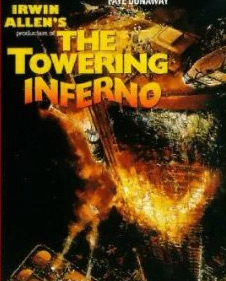 FAYE DUNAWAY
IRWIN
ALLEN'S
production of
THE
TOWERING
INFERNO